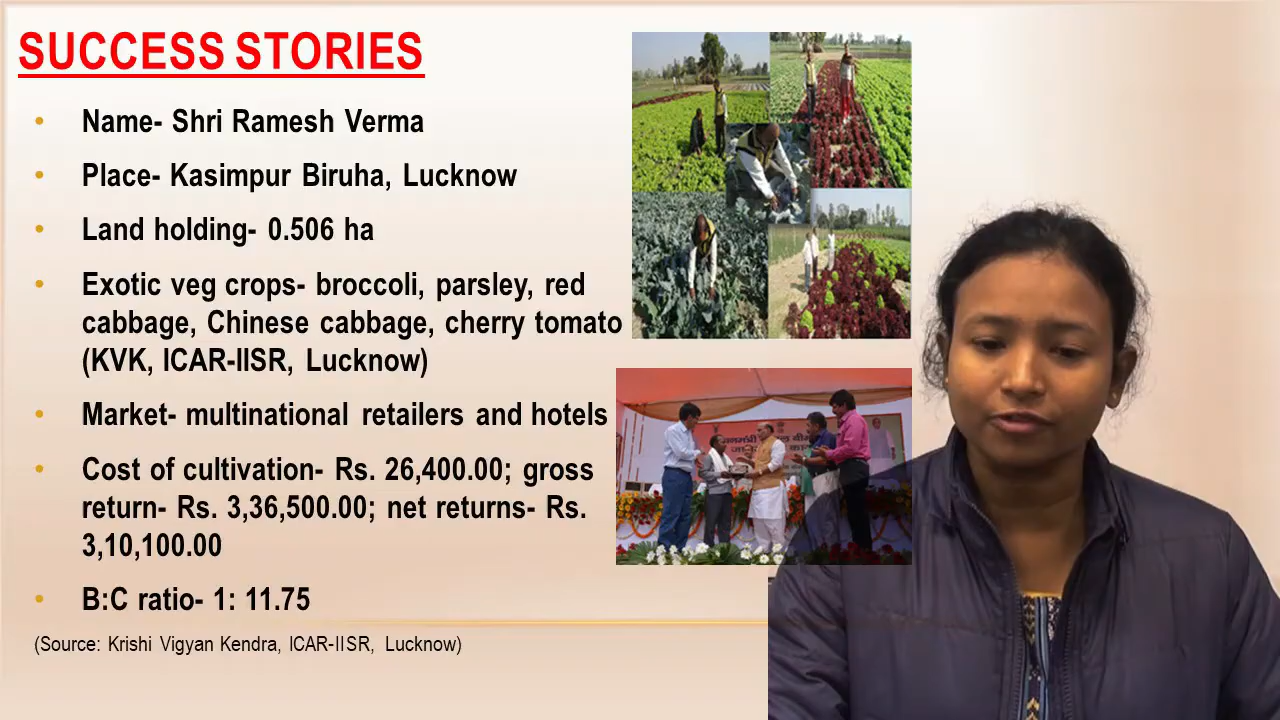 SUCCESS STORIES
• Name- Shri Ramesh Verma
• Place- Kasimpur Biruha, Lucknow
• Land holding- 0.506 ha
• Exotic veg crops- broccoli, parsley, red
cabbage, Chinese cabbage, cherry tomato
(KVK, ICAR-IISR, Lucknow)
• Market- multinational retailers and hotels
• Cost of cultivation- Rs. 26,400.00; gross
return- Rs. 3,36,500.00; net returns- Rs.
3,10,100.00
• B:C ratio- 1: 11.75
(Source: Krishi Vigyan Kendra, ICAR-IISR, Lucknow)